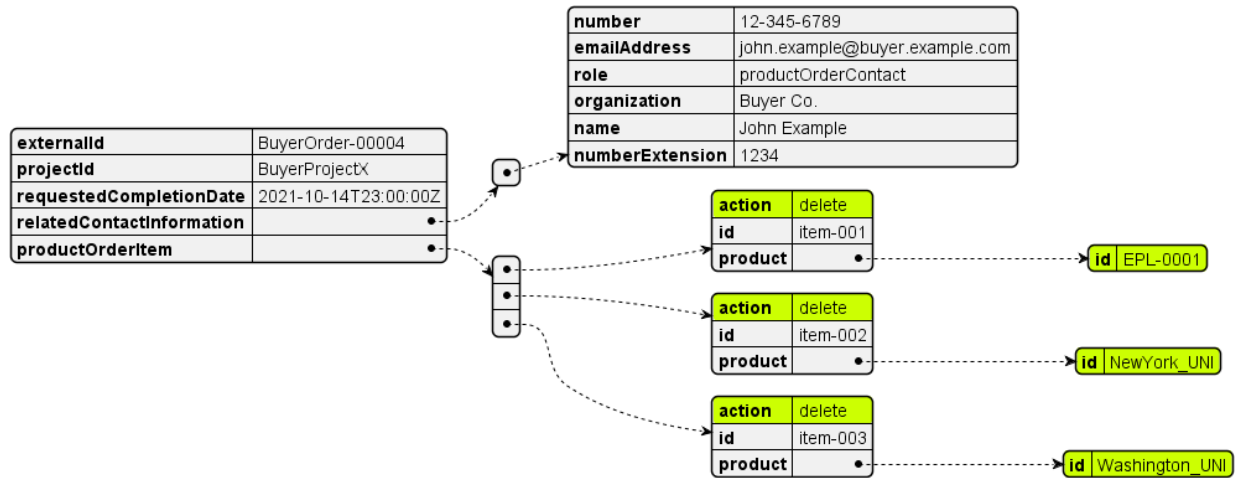 number 12-345-6789
emailAddress john.example@buyer.example.com
role productOrderContact
organization Buyer Co.
name John Example
numberExtension 1234
externalId BuyerOrder-00004
projectId BuyerProjectX
requestedCompletionDate 2021-10-14T23:00:00Z
relatedContactInformation
productOrderItem
action delete
id item-001
product
id EPL-0001
action delete
id item-002
product
id NewYork_UNI
action delete
id item-003
product
id Washington_UNI